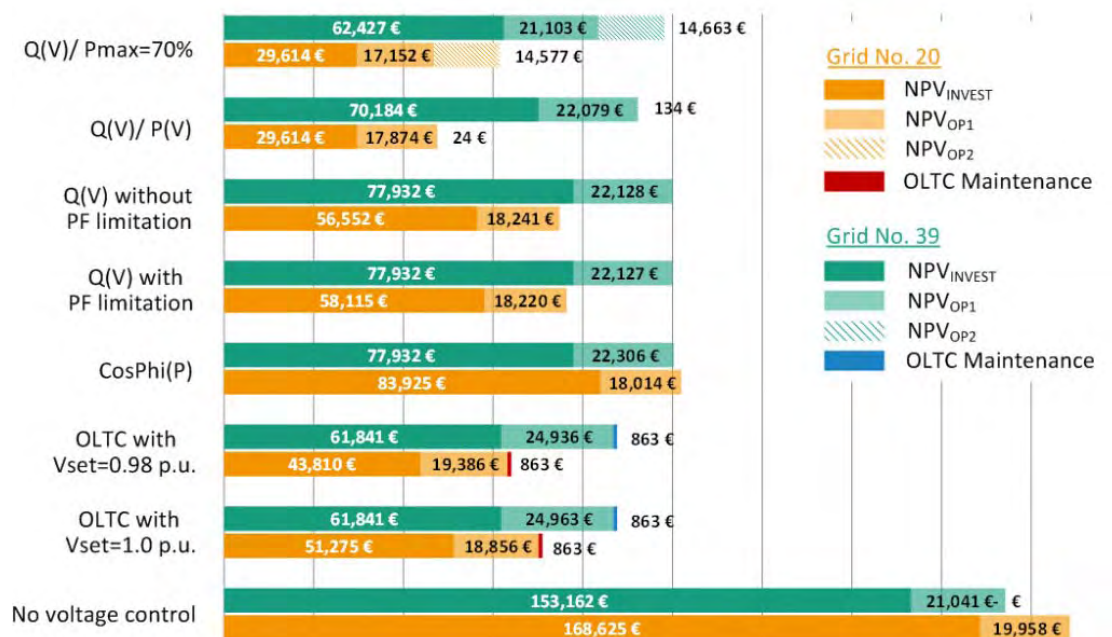 62,427 € 21,103 € 14,663 €
Q(V)/ Pmax=70%
29,614 € 17,152 € 14,577 €
70,184 € 22,079 € 134 €
Q(V)/ P(V)
29,614 € 17,874 € 24 €
Q(V) without
PF limitation
77,932 € 22,128 €
56,552 € 18,241 €
Q(V) with
PF limitation
77,932 € 22,127 €
58,115 € 18,220 €
CosPhi(P)
77,932 € 22,306 €
83,925 € 18,014 €
OLTC with
Vset=0.98 p.u.
61,841 € 24,936 € 863 €
43,810 € 19,386 € 863 €
OLTC with
Vset=1.0 p.u.
61,841 € 24,963 € 863 €
51,275 € 18,856 € 863 €
No voltage control
153,162 € 21,041 €- €
168,625 € 19,958 €
Grid No. 20
NPVINVEST
NPVOP1
NPVOP2
OLTC Maintenance
Grid No. 39
NPVINVEST
NPVOP1
NPVOP2
OLTC Maintenance